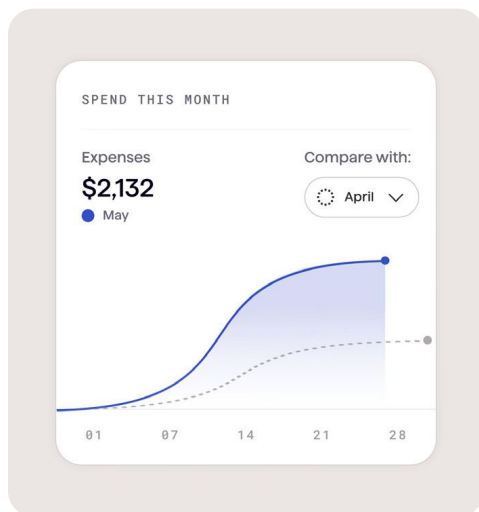 SPEND THIS MONTH
Expenses
Compare with:
$2,132
April
May
01 07 14 21 28